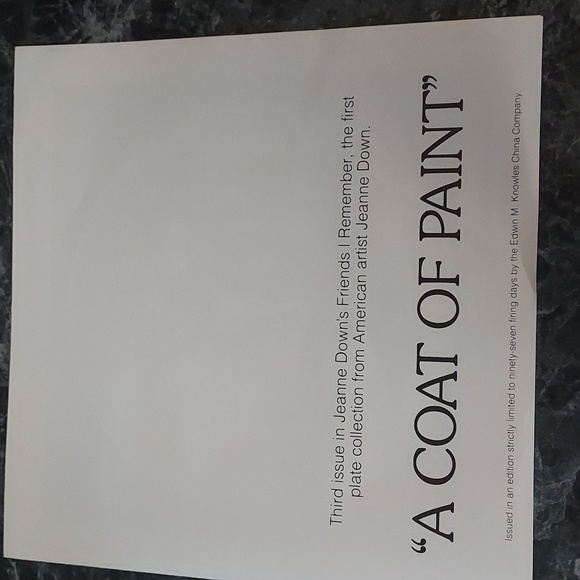 Third issue in Jeanne Down's Friends I Remember, the first
plate collection from American artist Jeanne Down.
“A COAT OF PAINT”
Issued in an edition strictly limited to ninety-seven firing days by the Edwin M. Knowles China Company